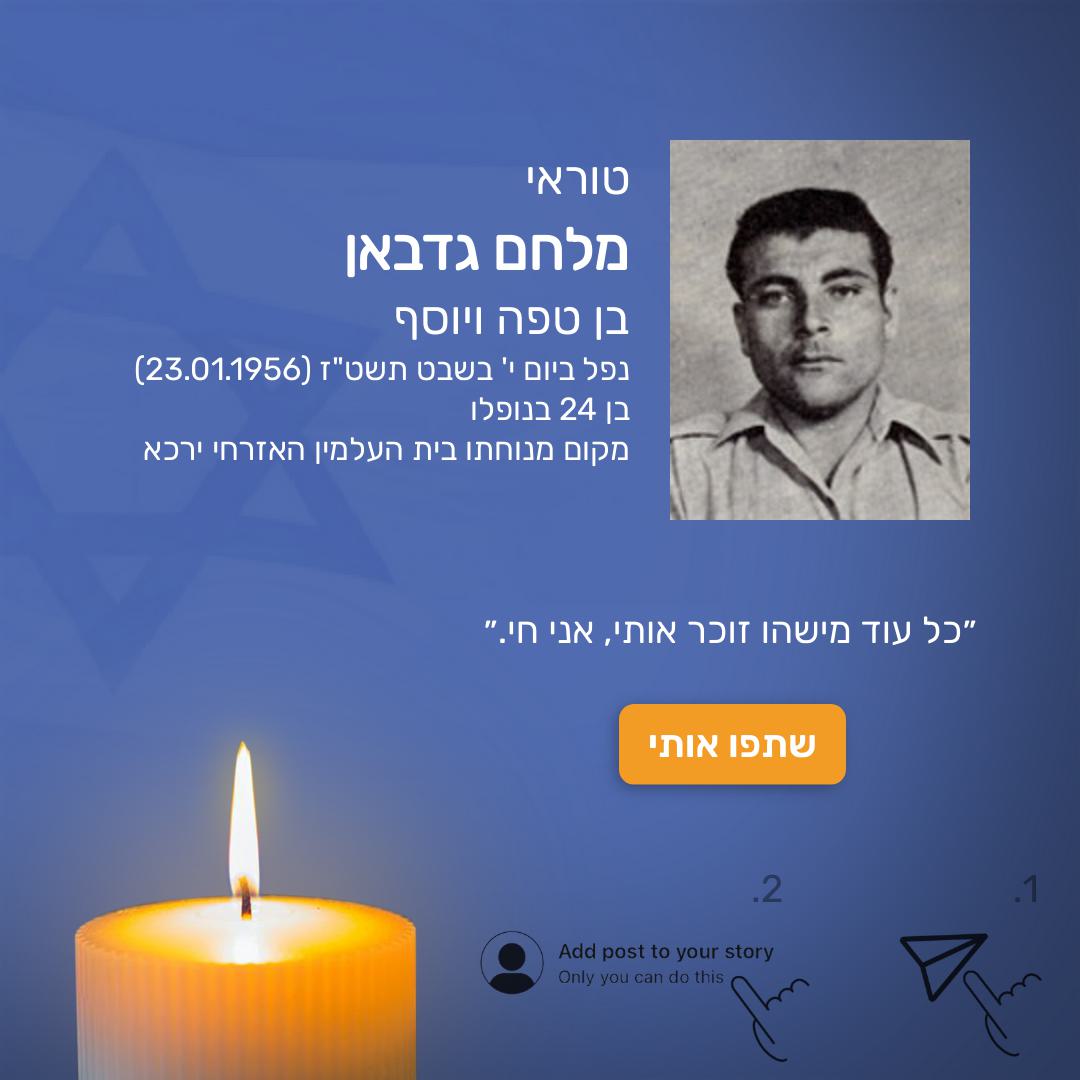 טוראי
מלחם גדבאן
בן טפה ויוסף
נפל ביום י' בשבט תשט"ז (23.01.1956)
בן 24 בנופלו
מקום מנוחתו בית העלמין האזרחי ירכא
״כל עוד מישהו זוכר אותי, אני חי.״
שתפו אותי
1.
2.
Add post to your story
Only you can do this